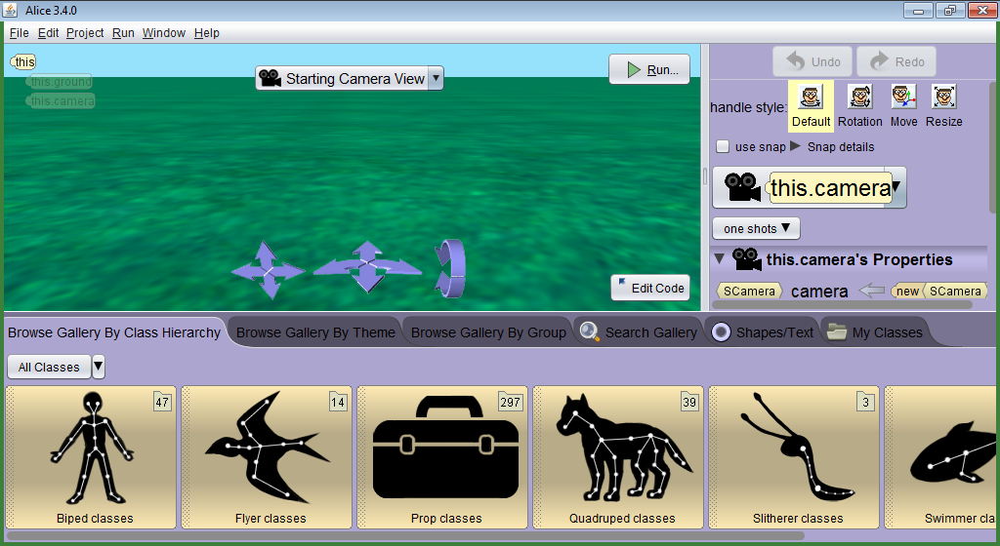 Alice 3.4.0
File Edit Project Run Window Help
this
this.ground
this.camera
Starting Camera View
Run...
Edit Code
Undo Redo
handle style:
Default Rotation Move Resize
use snap Snap details
this.camera
one shots
this.camera's Properties
SCamera camera new SCamera
Browse Gallery By Class Hierarchy Browse Gallery By Theme Browse Gallery By Group Search Gallery Shapes/Text My Classes
All Classes
47 14 297 39 3
Biped classes Flyer classes Prop classes Quadruped classes Slitherer classes Swimmer cla